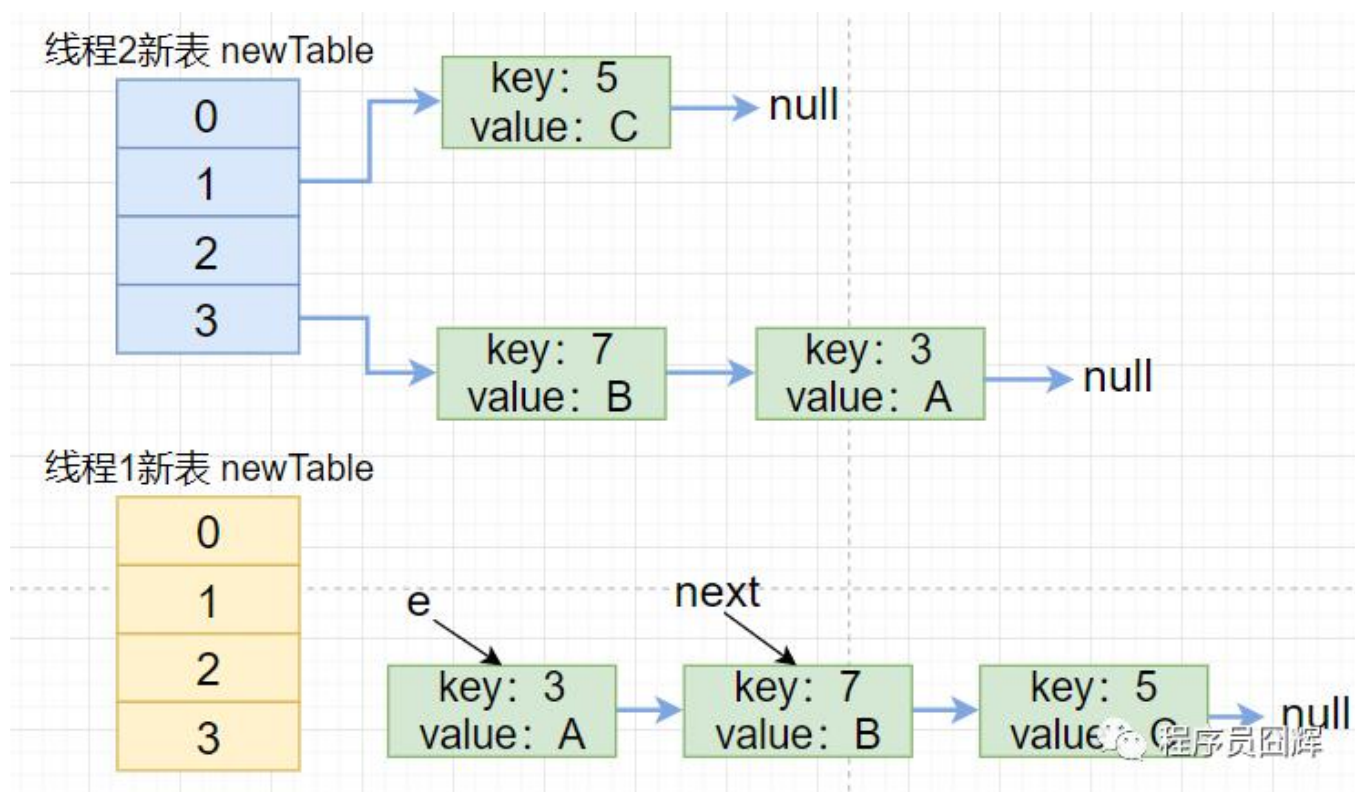 线程2新表 newTable
0
1
2
3
key: 5
value: C
null
key: 7
value: B
key: 3
value: A
null
线程1新表 newTable
0
1
2
3
e
next
key: 3
value: A
key: 7
value: B
key: 5
value: C
null
程序员囧辉